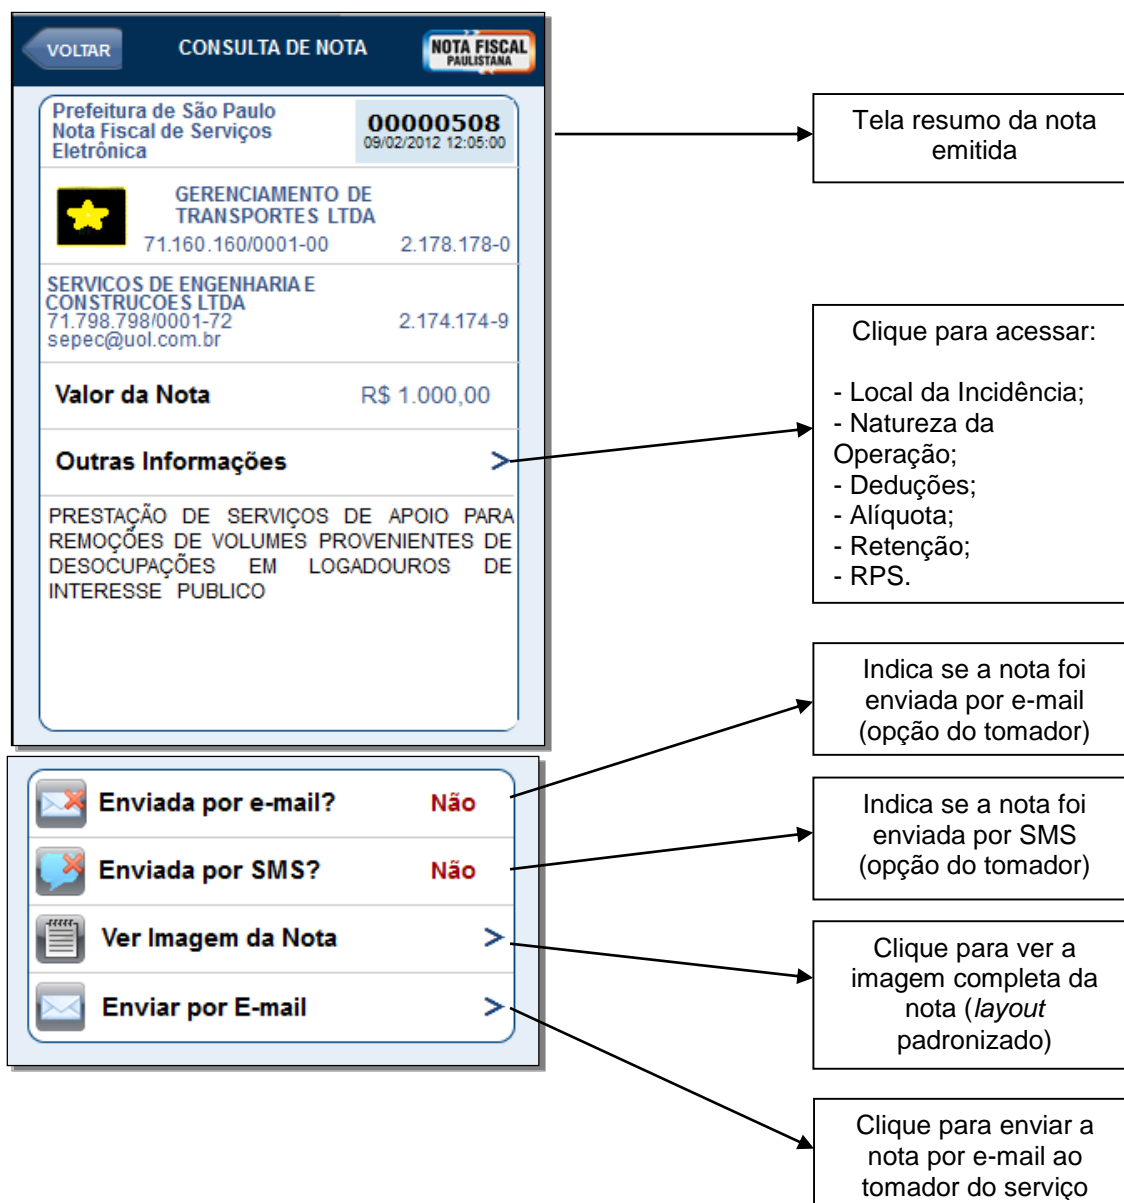 VOLTAR
CONSULTA DE NOTA
NOTA FISCAL
PAULISTANA
Prefeitura de São Paulo
Nota Fiscal de Serviços
Eletrônica
00000508
09/02/2012 12:05:00
GERENCIAMENTO DE
TRANSPORTES LTDA
71.160.160/0001-00
2.178.178-0
SERVICOS DE ENGENHARIA E
CONSTRUCOES LTDA
71.798.798/0001-72
2.174.174-9
sepec@uol.com.br
Valor da Nota
R$ 1.000,00
Outras Informações
>
PRESTAÇÃO DE SERVIÇOS DE APOIO PARA
REMOÇÕES DE VOLUMES PROVENIENTES DE
DESOCUPAÇÕES EM LOGADOUROS DE
INTERESSE PUBLICO
Enviada por e-mail?
Não
Enviada por SMS?
Não
Ver Imagem da Nota
>
Enviar por E-mail
>
Tela resumo da nota
emitida
Clique para acessar:
- Local da Incidência;
- Natureza da
Operação;
- Deduções;
- Alíquota;
- Retenção;
- RPS.
Indica se a nota foi
enviada por e-mail
(opção do tomador)
Indica se a nota foi
enviada por SMS
(opção do tomador)
Clique para ver a
imagem completa da
nota (layout
padronizado)
Clique para enviar a
nota por e-mail ao
tomador do serviço